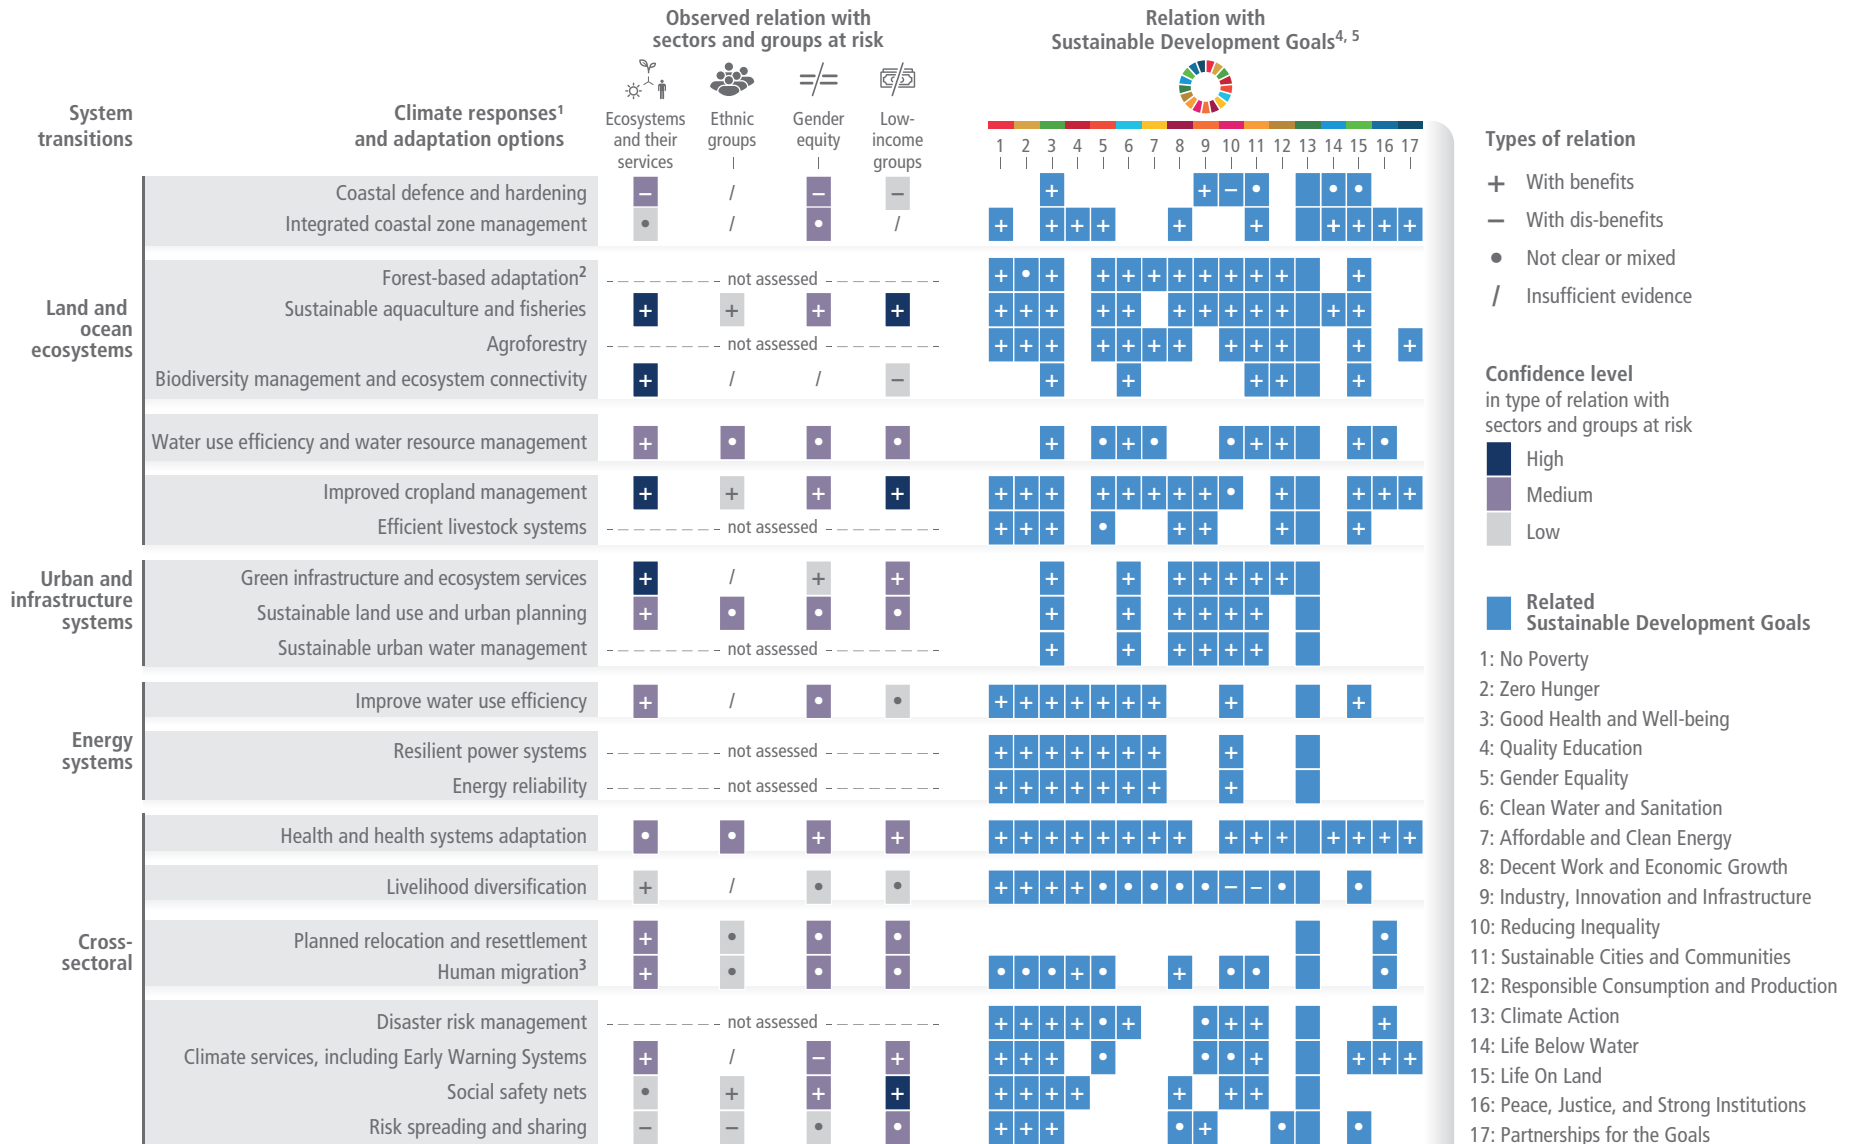 Observed relation with
sectors and groups at risk
Relation with
Sustainable Development Goals4, 5
System
transitions
Climate responses1
and adaptation options
Ecosystems
and their
services
Ethnic
groups
Gender
equity
Low-
income
groups
1 2 3 4 5 6 7 8 9 10 11 12 13 14 15 16 17
Land and
ocean
ecosystems
Coastal defence and hardening − / − − + + − • • •
Integrated coastal zone management • / • / + + + + + + + + + +
Forest-based adaptation2 not assessed + • + + + + + + + + + +
Sustainable aquaculture and fisheries + + + + + + + + + + + + + + + +
Agroforestry not assessed + + + + + + + + + + + +
Biodiversity management and ecosystem connectivity + / / − + + + + +
Water use efficiency and water resource management + • • • + • + • • + + + •
Improved cropland management + + + + + + + + + + + + • + + + +
Efficient livestock systems not assessed + + + • + + + +
Urban and
infrastructure
systems
Green infrastructure and ecosystem services + / + + + + + + + + +
Sustainable land use and urban planning + • • • + + + + + +
Sustainable urban water management not assessed + + + + + +
Energy
systems
Improve water use efficiency + / • • + + + + + + + + +
Resilient power systems not assessed + + + + + + + +
Energy reliability not assessed + + + + + + + +
Cross-
sectoral
Health and health systems adaptation • • + + + + + + + + + + + + + + + + +
Livelihood diversification + / • • + + + + • • • • • − − • •
Planned relocation and resettlement + • • • •
Human migration3 + • • • • • • + • + • • •
Disaster risk management not assessed + + + + • + • + + +
Climate services, including Early Warning Systems + / − + + + + • • • + + + +
Social safety nets • + + + + + + + + + +
Risk spreading and sharing − − • • + + + • + • •
Types of relation
+ With benefits
− With dis-benefits
• Not clear or mixed
/ Insufficient evidence
Confidence level
in type of relation with
sectors and groups at risk
High
Medium
Low
Related
Sustainable Development Goals
1: No Poverty
2: Zero Hunger
3: Good Health and Well-being
4: Quality Education
5: Gender Equality
6: Clean Water and Sanitation
7: Affordable and Clean Energy
8: Decent Work and Economic Growth
9: Industry, Innovation and Infrastructure
10: Reducing Inequality
11: Sustainable Cities and Communities
12: Responsible Consumption and Production
13: Climate Action
14: Life Below Water
15: Life On Land
16: Peace, Justice, and Strong Institutions
17: Partnerships for the Goals